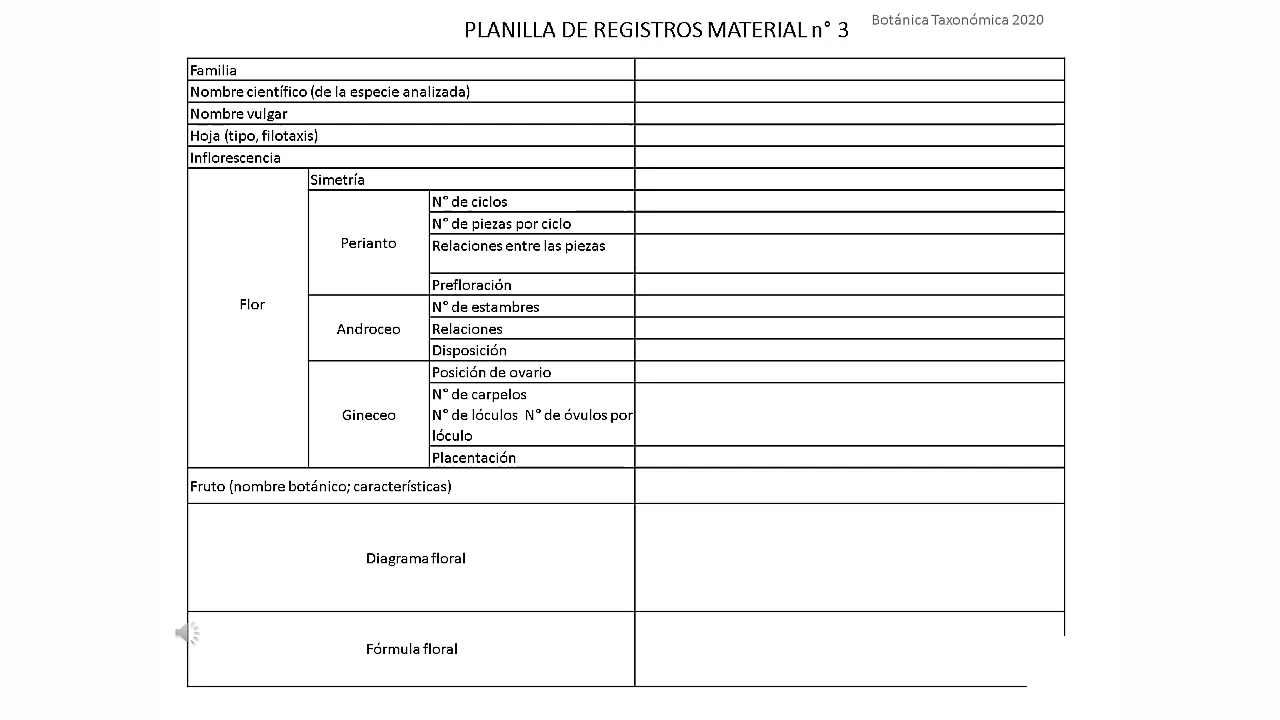 Botánica Taxonómica 2020
PLANILLA DE REGISTROS MATERIAL n° 3
Familia
Nombre científico (de la especie analizada)
Nombre vulgar
Hoja (tipo, filotaxis)
Inflorescencia
Flor
Simetría
Perianto
N° de ciclos
N° de piezas por ciclo
Relaciones entre las piezas
Prefloración
Androceo
N° de estambres
Relaciones
Disposición
Gineceo
Posición de ovario
N° de carpelos
N° de lóculos N° de óvulos por
lóculo
Placentación
Fruto (nombre botánico; características)
Diagrama floral
Fórmula floral